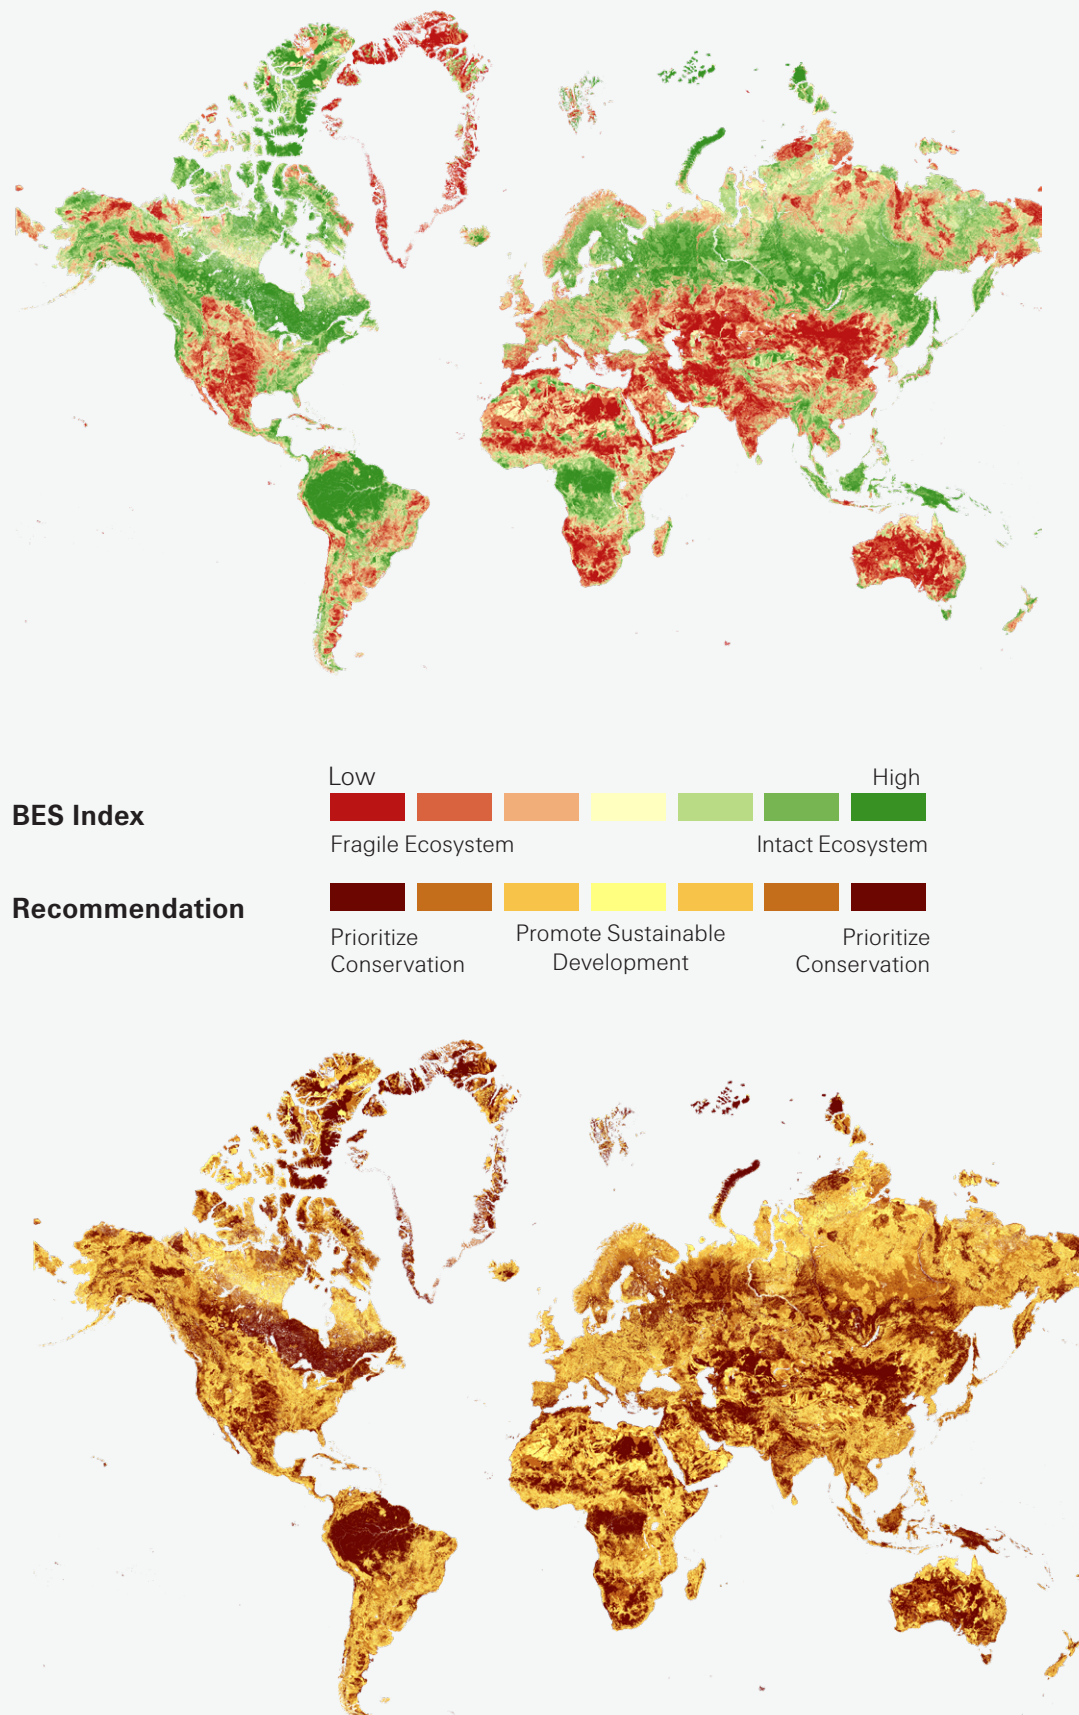 Low
High
BES Index
Fragile Ecosystem
Intact Ecosystem
Recommendation
Prioritize
Conservation
Promote Sustainable
Development
Prioritize
Conservation